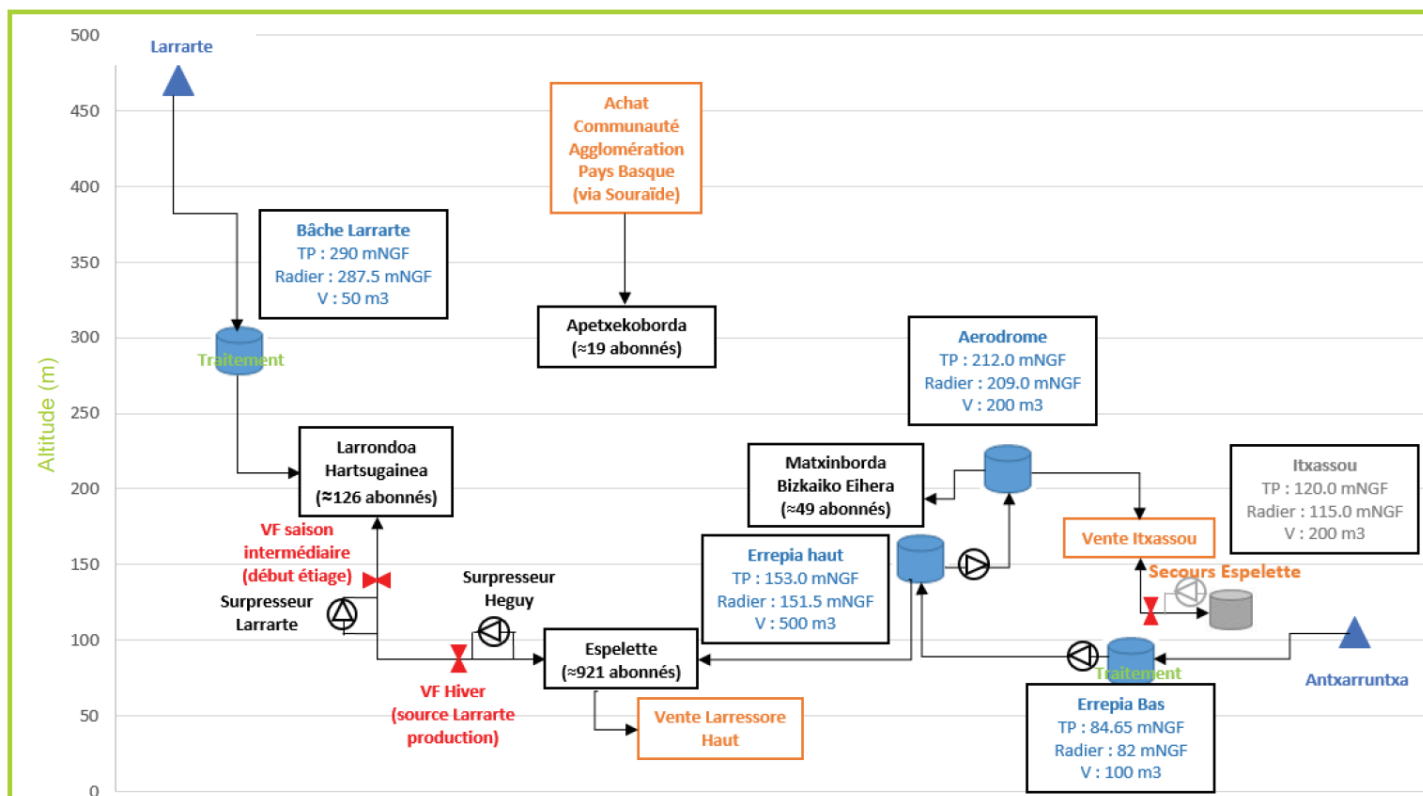 Altitude (m)
500
450
400
350
300
250
200
150
100
50
0
Larrarte
Bâche Larrarte
TP : 290 mNGF
Radier : 287.5 mNGF
V : 50 m3
Traitement
Achat
Communauté
Agglomération
Pays Basque
(via Souraïde)
Apetxekoborda
(≈19 abonnés)
Larrondoa
Hartsugainea
(≈126 abonnés)
VF saison
intermédiaire
(début étiage)
Surpresseur
Larrarte
Surpresseur
Heguy
VF Hiver
(source Larrarte
production)
Espelette
(≈921 abonnés)
Vente Larressore
Haut
Aerodrome
TP : 212.0 mNGF
Radier : 209.0 mNGF
V : 200 m3
Matxinborda
Bizkaiko Eihera
(≈49 abonnés)
Errepia haut
TP : 153.0 mNGF
Radier : 151.5 mNGF
V : 500 m3
Itxassou
TP : 120.0 mNGF
Radier : 115.0 mNGF
V : 200 m3
Vente Itxassou
Secours Espelette
Traitement
Antxarruntxa
Errepia Bas
TP : 84.65 mNGF
Radier : 82 mNGF
V : 100 m3